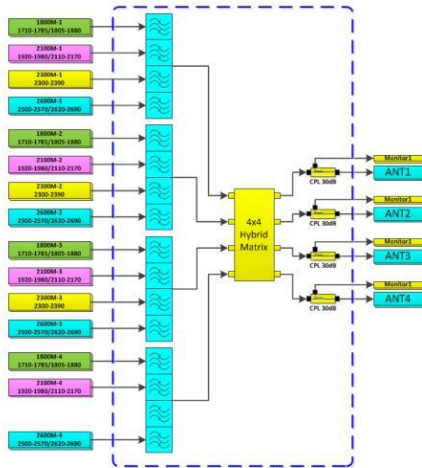 1800M-1
1710-1785/1805-1880
2100M-1
1920-1980/2110-2170
2300M-1
2300-2390
2600M-1
2500-2570/2620-2690
1800M-2
1710-1785/1805-1880
2100M-2
1920-1980/2110-2170
2300M-2
2300-2390
2600M-2
2500-2570/2620-2690
1800M-3
1710-1785/1805-1880
2100M-3
1920-1980/2110-2170
2300M-3
2300-2390
2600M-3
2500-2570/2620-2690
1800M-4
1710-1785/1805-1880
2100M-4
1920-1980/2110-2170
2600M-4
2500-2570/2620-2690
4x4
Hybrid
Matrix
CPL 30dB
Monitor1
ANT1
CPL 30dB
Monitor1
ANT2
CPL 30dB
Monitor1
ANT3
CPL 30dB
Monitor1
ANT4